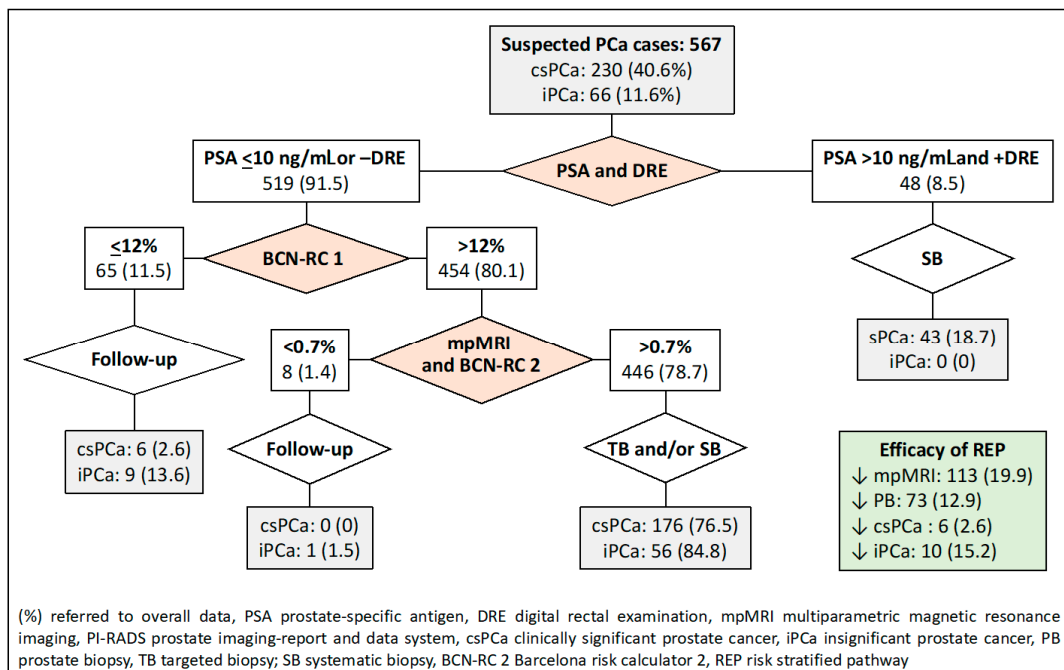 Suspected PCa cases: 567
csPCa: 230 (40.6%)
iPCa: 66 (11.6%)
PSA <10 ng/mLor –DRE
519 (91.5)
PSA and DRE
PSA >10 ng/mLand +DRE
48 (8.5)
<12%
65 (11.5)
BCN-RC 1
>12%
454 (80.1)
SB
sPCa: 43 (18.7)
iPCa: 0 (0)
Follow-up
<0.7%
8 (1.4)
mpMRI
and BCN-RC 2
>0.7%
446 (78.7)
csPCa: 6 (2.6)
iPCa: 9 (13.6)
Follow-up
TB and/or SB
csPCa: 0 (0)
iPCa: 1 (1.5)
csPCa: 176 (76.5)
iPCa: 56 (84.8)
Efficacy of REP
↓ mpMRI: 113 (19.9)
↓ PB: 73 (12.9)
↓ csPCa : 6 (2.6)
↓ iPCa: 10 (15.2)
(%) referred to overall data, PSA prostate-specific antigen, DRE digital rectal examination, mpMRI multiparametric magnetic resonance
imaging, PI-RADS prostate imaging-report and data system, csPCa clinically significant prostate cancer, iPCa insignificant prostate cancer, PB
prostate biopsy, TB targeted biopsy; SB systematic biopsy, BCN-RC 2 Barcelona risk calculator 2, REP risk stratified pathway